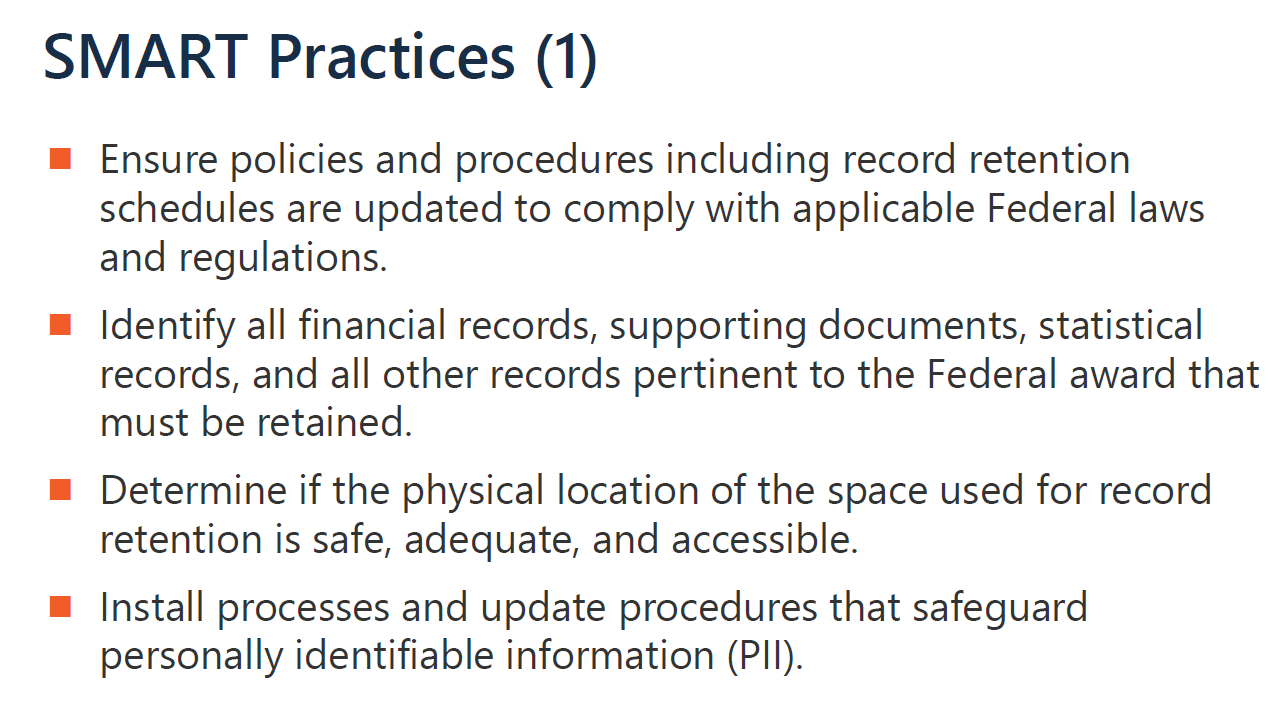 SMART Practices (1)
Ensure policies and procedures including record retention
schedules are updated to comply with applicable Federal laws
and regulations.
Identify all financial records, supporting documents, statistical
records, and all other records pertinent to the Federal award that
must be retained.
Determine if the physical location of the space used for record
retention is safe, adequate, and accessible.
Install processes and update procedures that safeguard
personally identifiable information (PII).